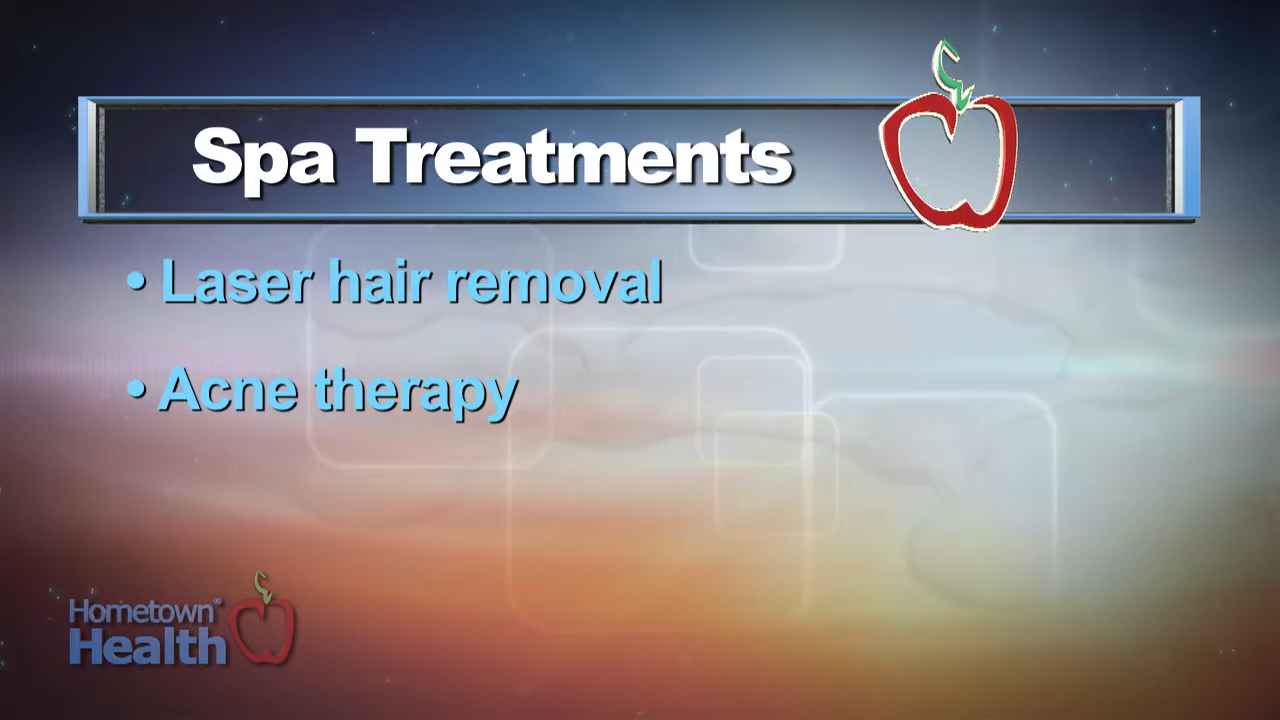 Spa Treatments
• Laser hair removal
• Acne therapy
Hometown®
Health